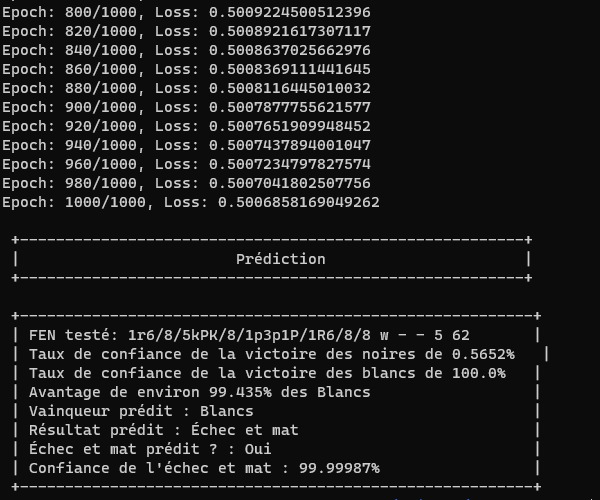 Epoch: 800/1000, Loss: 0.5009224500512396
Epoch: 820/1000, Loss: 0.5008921617307117
Epoch: 840/1000, Loss: 0.5008637025662976
Epoch: 860/1000, Loss: 0.5008369111441645
Epoch: 880/1000, Loss: 0.5008116445010032
Epoch: 900/1000, Loss: 0.5007877755621577
Epoch: 920/1000, Loss: 0.5007651909948452
Epoch: 940/1000, Loss: 0.5007437894001047
Epoch: 960/1000, Loss: 0.5007234797827574
Epoch: 980/1000, Loss: 0.5007041802507756
Epoch: 1000/1000, Loss: 0.5006858169049262
Prédiction
FEN testé: 1r6/8/5kPK/8/1p3p1P/1R6/8/8 w - - 5 62
Taux de confiance de la victoire des noires de 0.5652%
Taux de confiance de la victoire des blancs de 100.0%
Avantage de environ 99.435% des Blancs
Vainqueur prédit : Blancs
Résultat prédit : Échec et mat
Échec et mat prédit ? : Oui
Confiance de l'échec et mat : 99.99987%